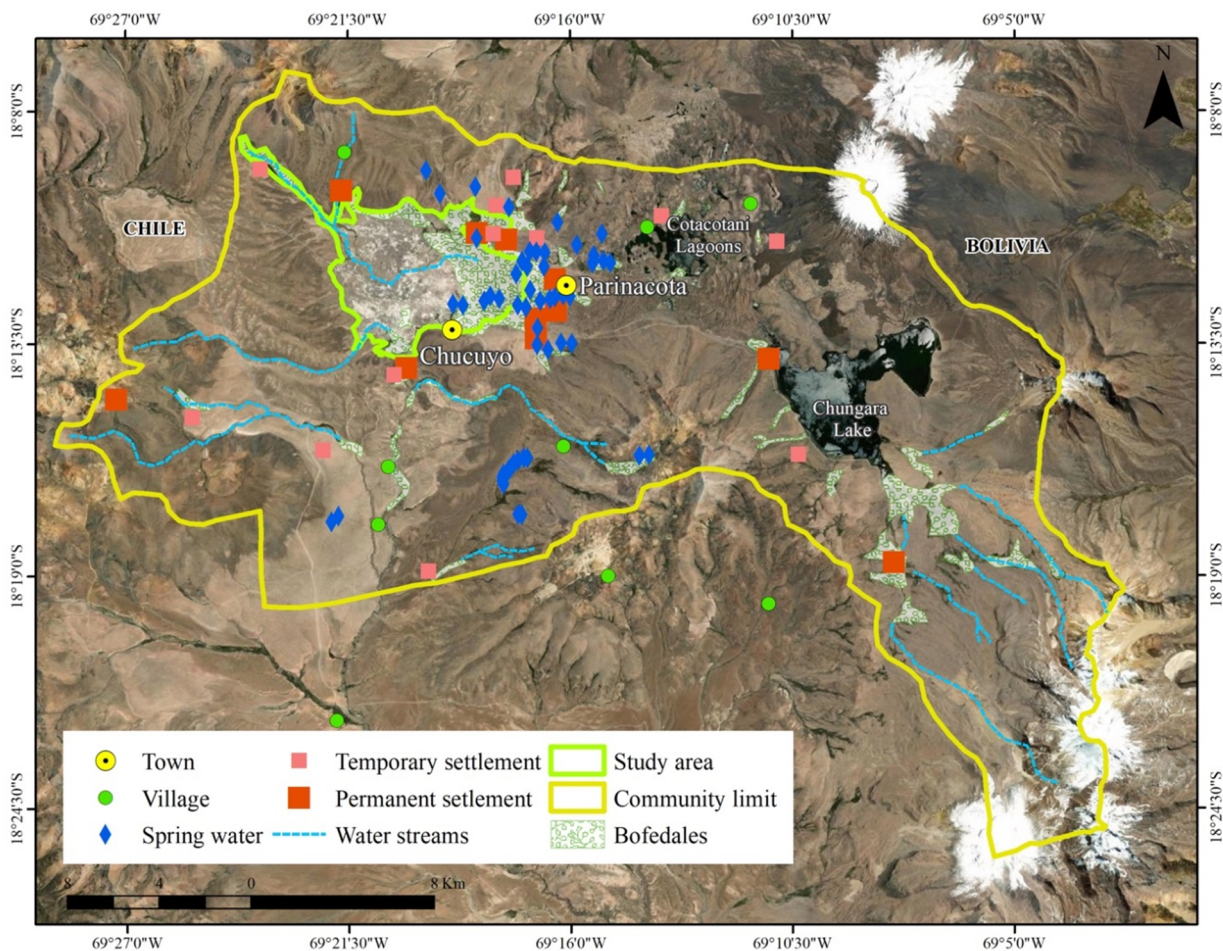 69°27'0"W 69°21'30"W 69°16'0"W 69°10'30"W 69°5'0"W
N
18°8'0"S 18°8'0"S
CHILE
Cotacotani
Lagoons
BOLIVIA
Parinacota
18°13'30"S 18°13'30"S
Chucuyo
Chungara
Lake
18°19'0"S 18°19'0"S
Town Temporary settlement Study area
Village Permanent setlement Community limit
Spring water Water streams Bofedales
18°24'30"S 18°24'30"S
8 4 0 8 Km
69°27'0"W 69°21'30"W 69°16'0"W 69°10'30"W 69°5'0"W